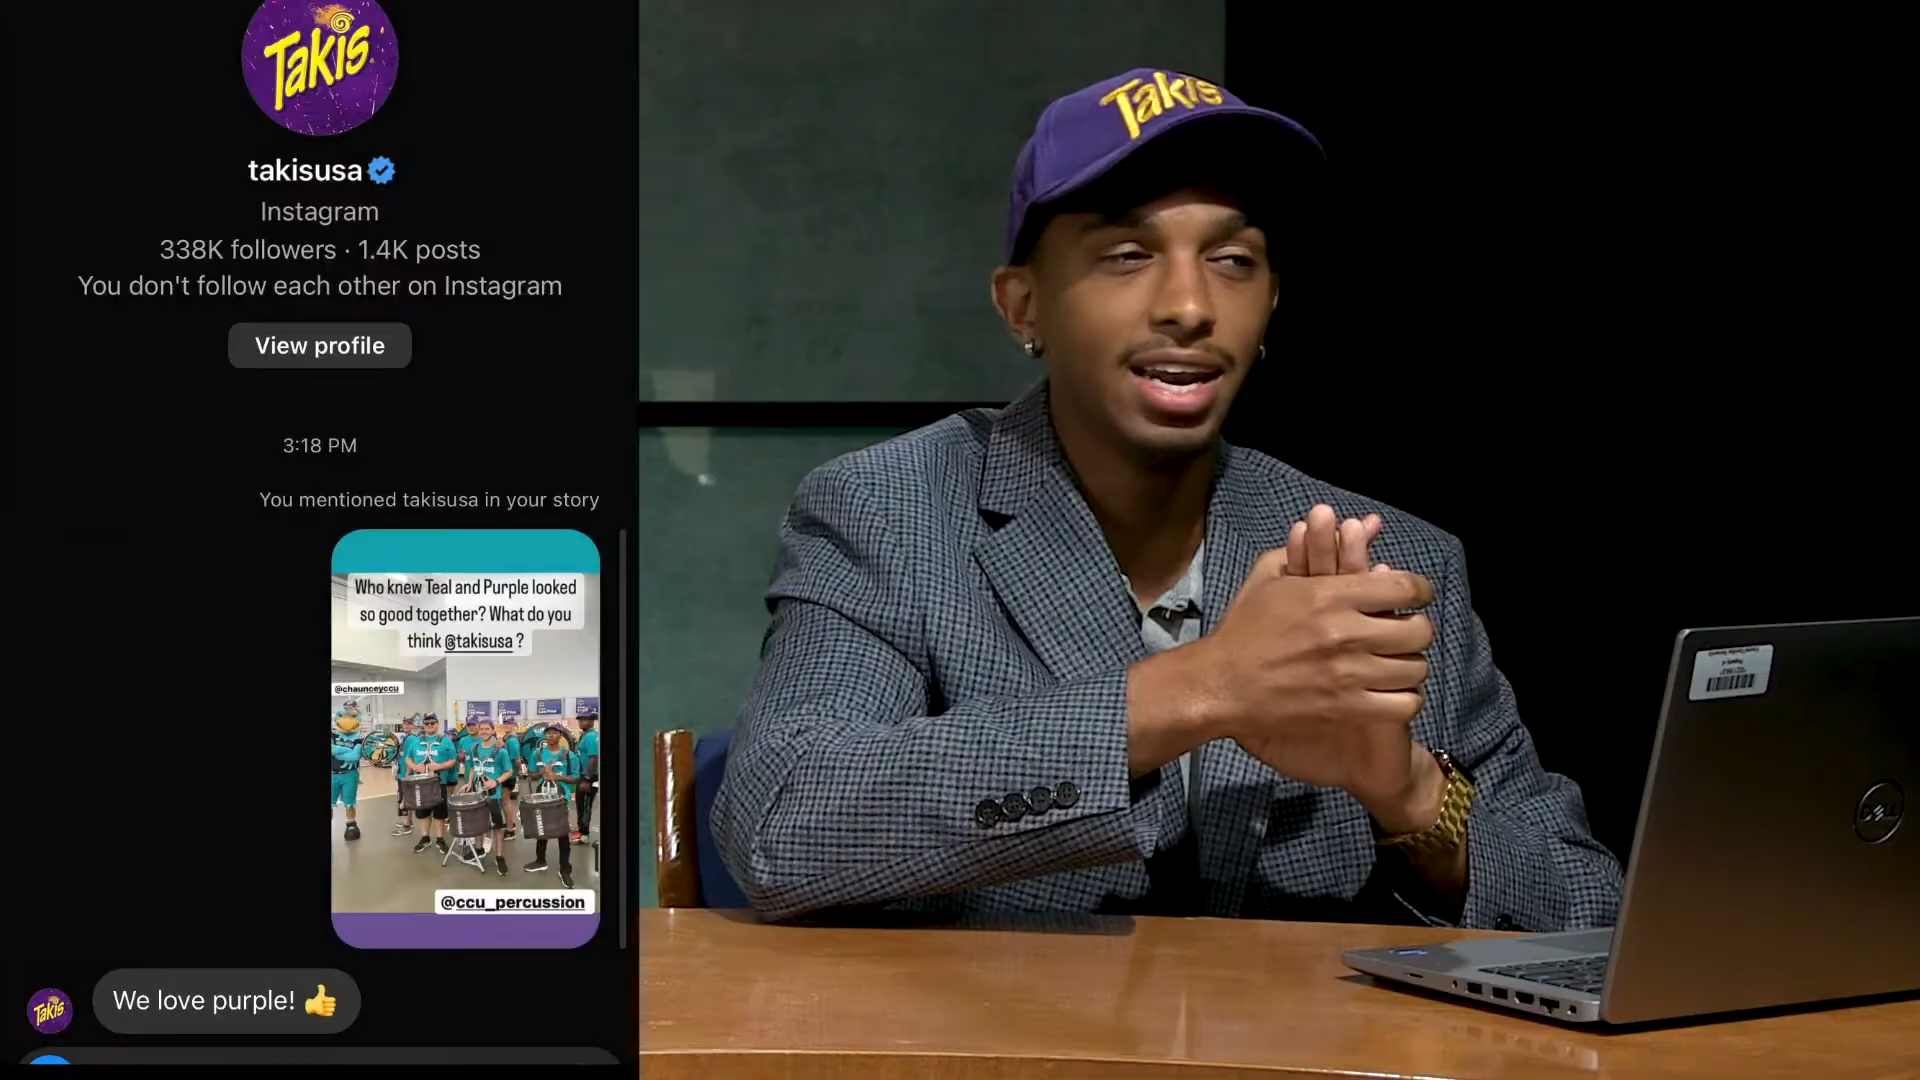 Takis
takisusa
Instagram
338K followers · 1.4K posts
You don't follow each other on Instagram
View profile
3:18 PM
You mentioned takisusa in your story
Who knew Teal and Purple looked
so good together? What do you
think @takisusa ?
@chaunceyccu
@ccu_percussion
Takis
We love purple! 👍
Takis
DELL